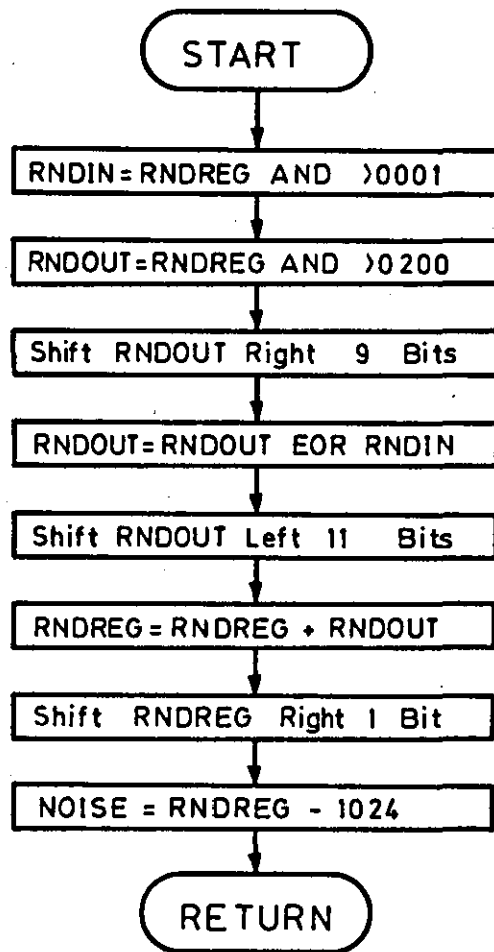 START
RNDIN=RNDREG AND >0001
RNDOUT=RNDREG AND >0200
Shift RNDOUT Right 9 Bits
RNDOUT=RNDOUT EOR RNDIN
Shift RNDOUT Left 11 Bits
RNDREG=RNDREG + RNDOUT
Shift RNDREG Right 1 Bit
NOISE = RNDREG - 1024
RETURN